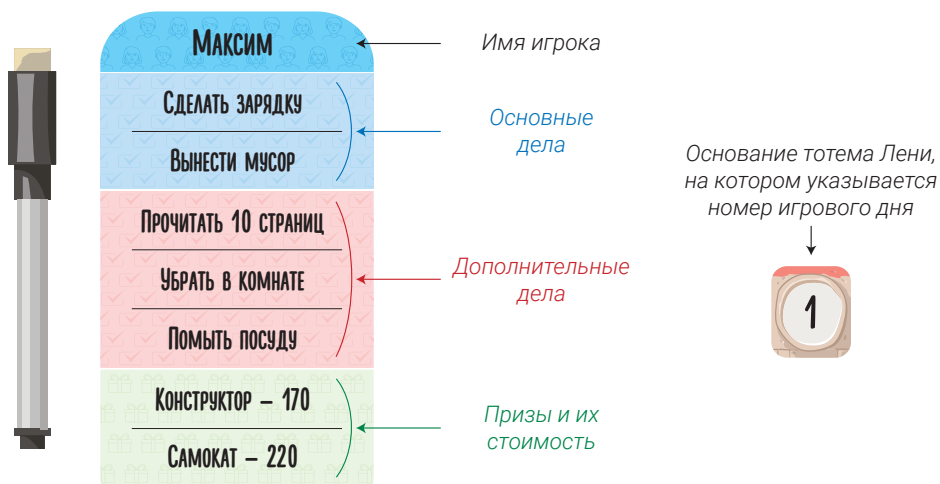 Максим
Имя игрока
Сделать зарядку
Вынести мусор
Основные
дела
Прочитать 10 страниц
Убрать в комнате
Помыть посуду
Дополнительные
дела
Конструктор – 170
Самокат – 220
Призы и их
стоимость
Основание тотема Лени,
на котором указывается
номер игрового дня
1